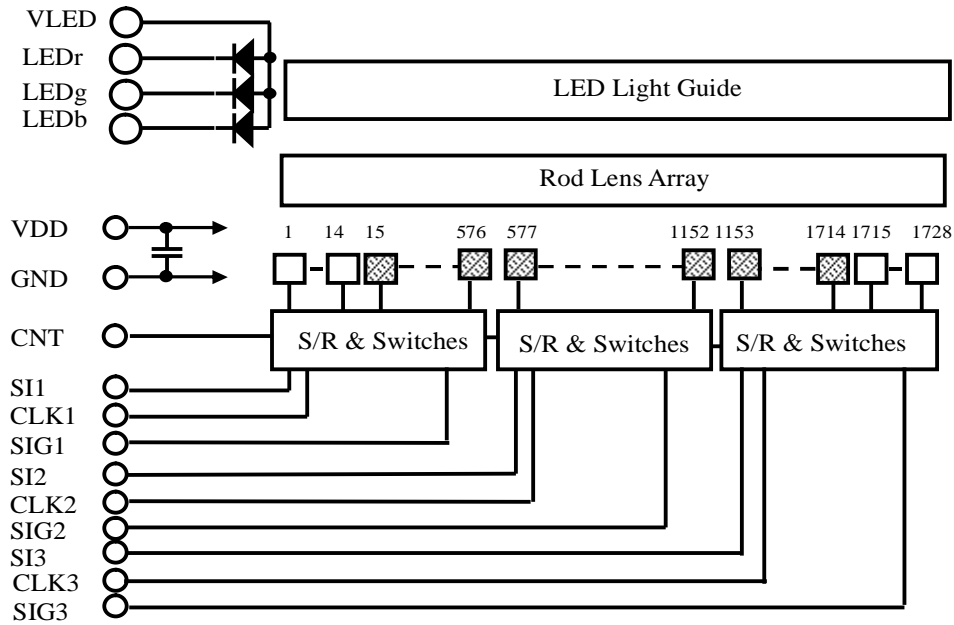 VLED
LEDr
LEDg
LEDb
LED Light Guide
Rod Lens Array
VDD
GND
1 14 15 576 577 1152 1153 1714 1715 1728
CNT
S/R & Switches S/R & Switches S/R & Switches
SI1
CLK1
SIG1
SI2
CLK2
SIG2
SI3
CLK3
SIG3